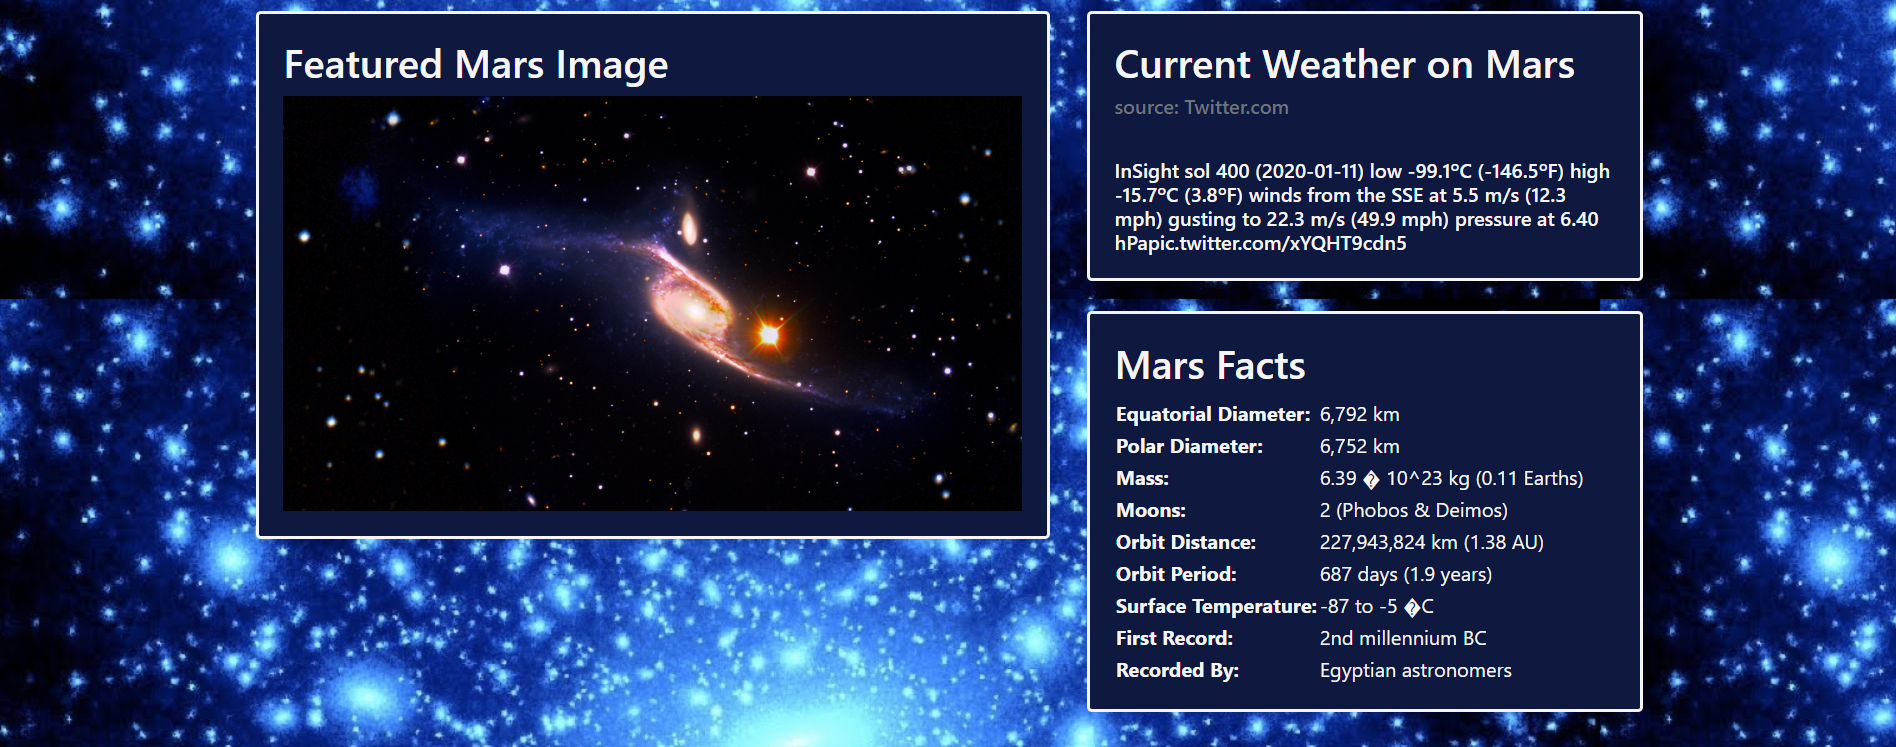 Featured Mars Image
Current Weather on Mars
source: Twitter.com
InSight sol 400 (2020-01-11) low -99.1ºC (-146.5ºF) high
-15.7ºC (3.8ºF) winds from the SSE at 5.5 m/s (12.3
mph) gusting to 22.3 m/s (49.9 mph) pressure at 6.40
hPapic.twitter.com/xYQHT9cdn5
Mars Facts
Equatorial Diameter: 6,792 km
Polar Diameter: 6,752 km
Mass: 6.39 � 10^23 kg (0.11 Earths)
Moons: 2 (Phobos & Deimos)
Orbit Distance: 227,943,824 km (1.38 AU)
Orbit Period: 687 days (1.9 years)
Surface Temperature: -87 to -5 �C
First Record: 2nd millennium BC
Recorded By: Egyptian astronomers